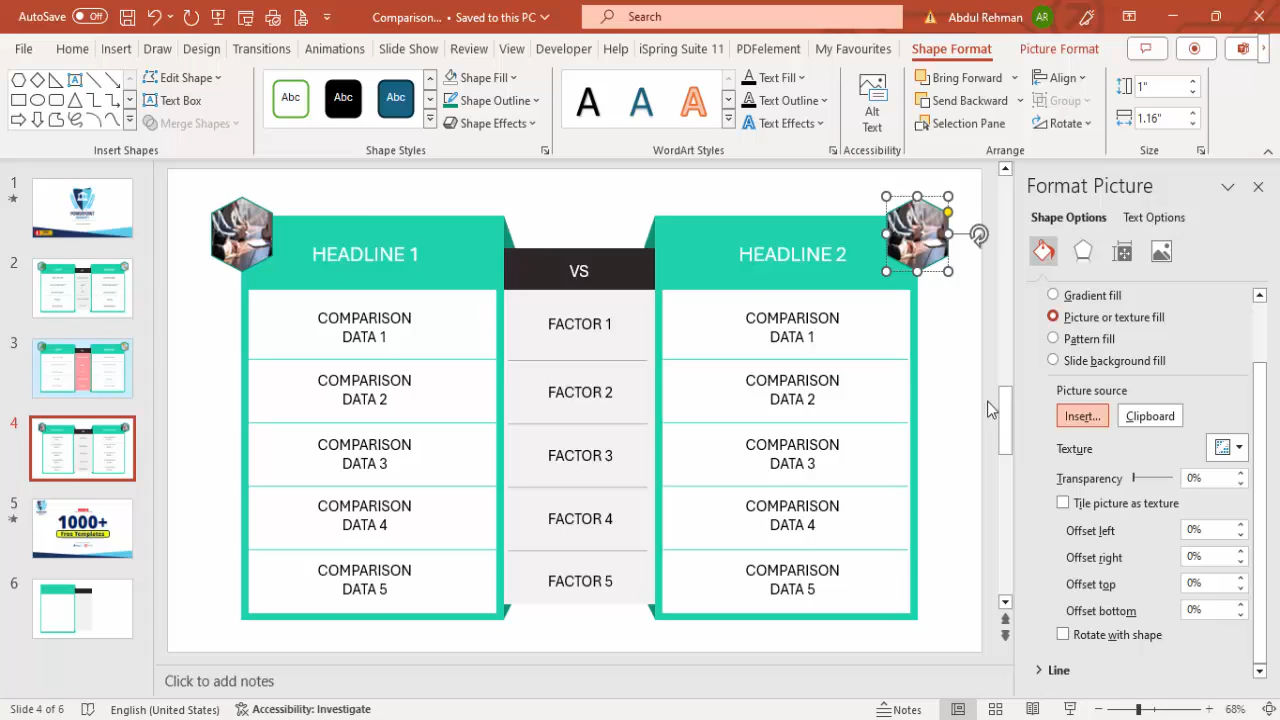 AutoSave Off Comparison... • Saved to this PC Search Abdul Rehman AR
File Home Insert Draw Design Transitions Animations Slide Show Review View Developer Help iSpring Suite 11 PDFelement My Favourites Shape Format Picture Format
Edit Shape
Text Box
Merge Shapes
Insert Shapes
Abc Abc Abc
Shape Fill
Shape Outline
Shape Effects
Shape Styles
A A A
Text Fill
Text Outline
Text Effects
WordArt Styles
Alt
Text
Accessibility
Bring Forward
Send Backward
Selection Pane
Align
Group
Rotate
Arrange
1"
1.16"
Size
1
2
3
4
5
1000+
Free Templates
6
HEADLINE 1
VS
HEADLINE 2
COMPARISON
DATA 1
FACTOR 1
COMPARISON
DATA 1
COMPARISON
DATA 2
FACTOR 2
COMPARISON
DATA 2
COMPARISON
DATA 3
FACTOR 3
COMPARISON
DATA 3
COMPARISON
DATA 4
FACTOR 4
COMPARISON
DATA 4
COMPARISON
DATA 5
FACTOR 5
COMPARISON
DATA 5
Format Picture
Shape Options Text Options
Gradient fill
Picture or texture fill
Pattern fill
Slide background fill
Picture source
Insert... Clipboard
Texture
Transparency 0%
Tile picture as texture
Offset left 0%
Offset right 0%
Offset top 0%
Offset bottom 0%
Rotate with shape
Line
Click to add notes
Slide 4 of 6 English (United States) Accessibility: Investigate Notes 68%